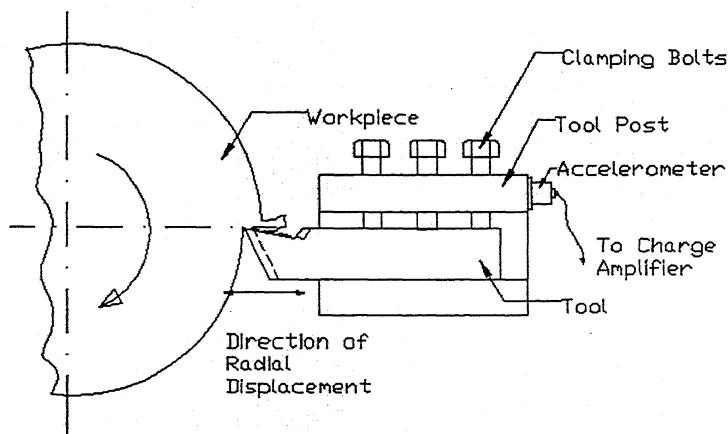 Clamping Bolts
Workpiece
Tool Post
Accelerometer
To Charge
Amplifier
Tool
Direction of
Radial
Displacement